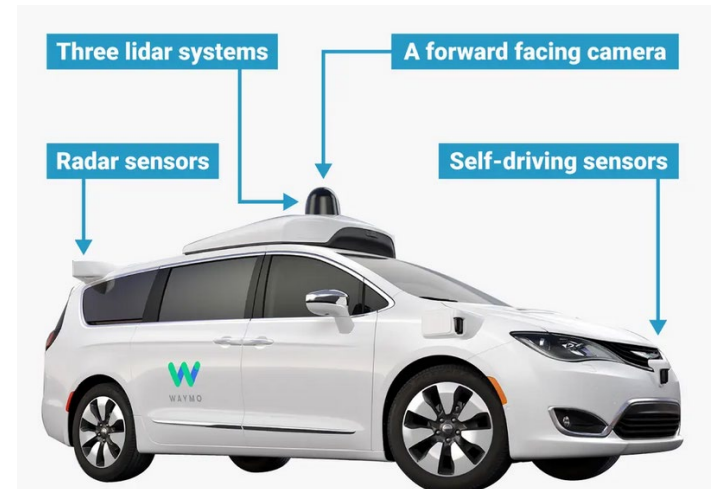 Three lidar systems
A forward facing camera
Radar sensors
Self-driving sensors
WAYMO